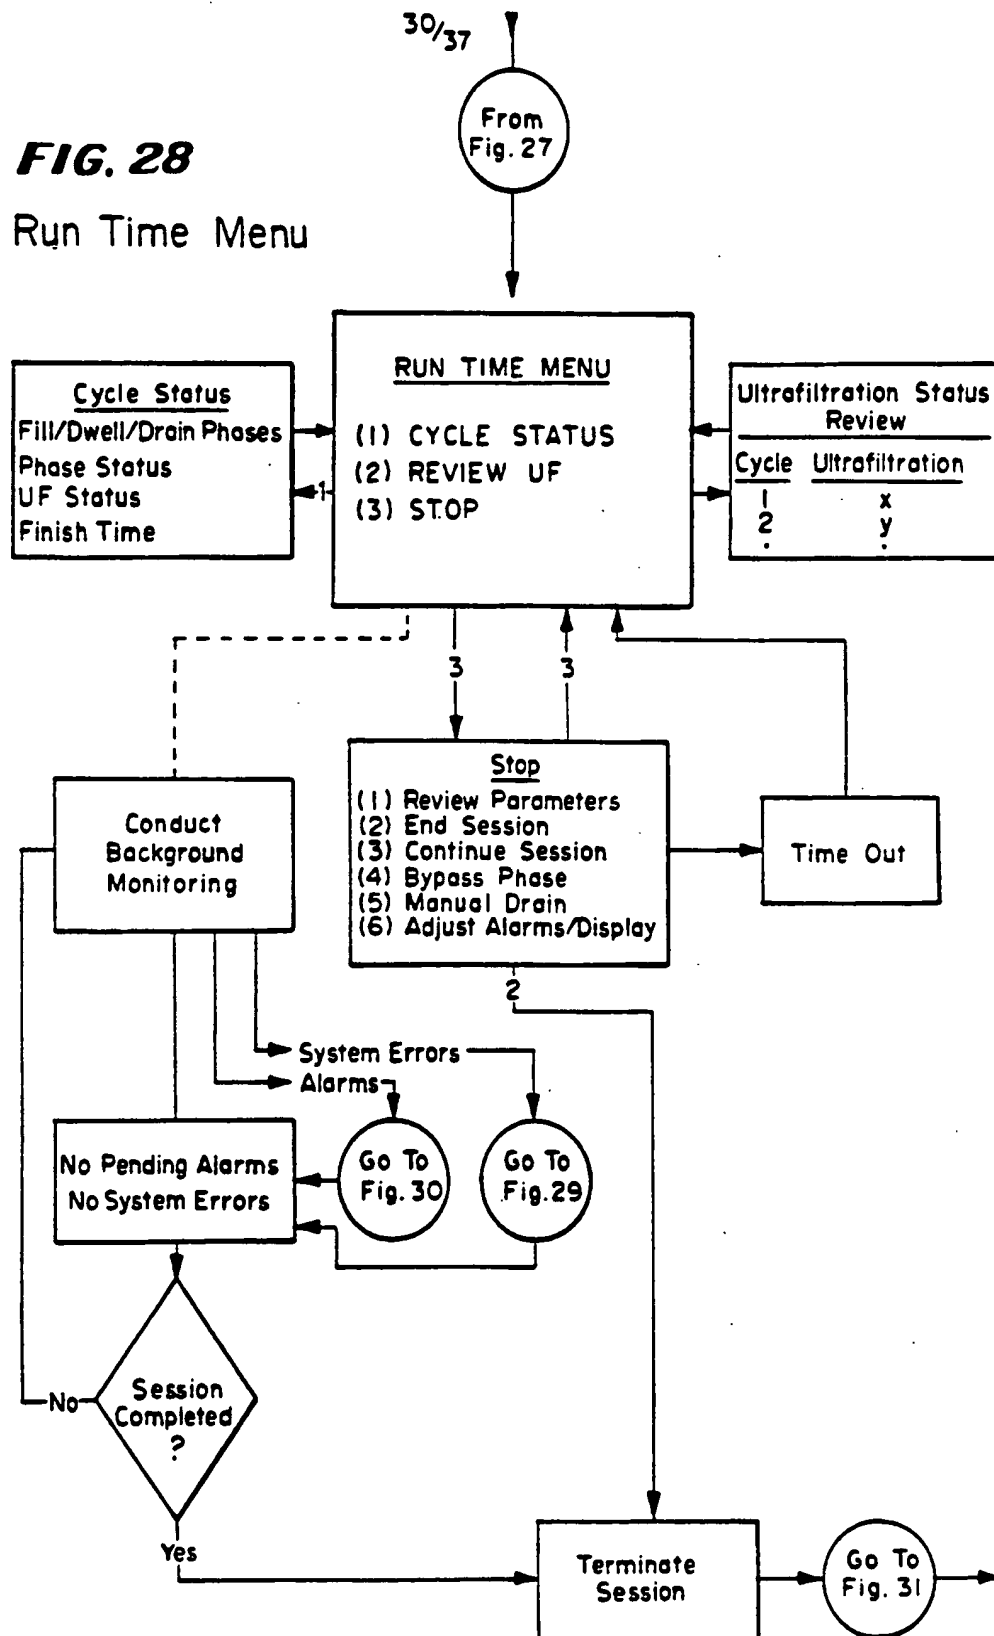 30/37
From
Fig. 27
FIG. 28
Run Time Menu
RUN TIME MENU
(1) CYCLE STATUS
(2) REVIEW UF
(3) STOP
Cycle Status
Fill/Dwell/Drain Phases
Phase Status
UF Status
Finish Time
1
Ultrafiltration Status
Review
Cycle Ultrafiltration
1 x
2 y
. .
3
3
Stop
(1) Review Parameters
(2) End Session
(3) Continue Session
(4) Bypass Phase
(5) Manual Drain
(6) Adjust Alarms/Display
Time Out
2
Conduct
Background
Monitoring
System Errors
Alarms
No Pending Alarms
No System Errors
Go To
Fig. 30
Go To
Fig. 29
Session
Completed
?
No
Yes
Terminate
Session
Go To
Fig. 31